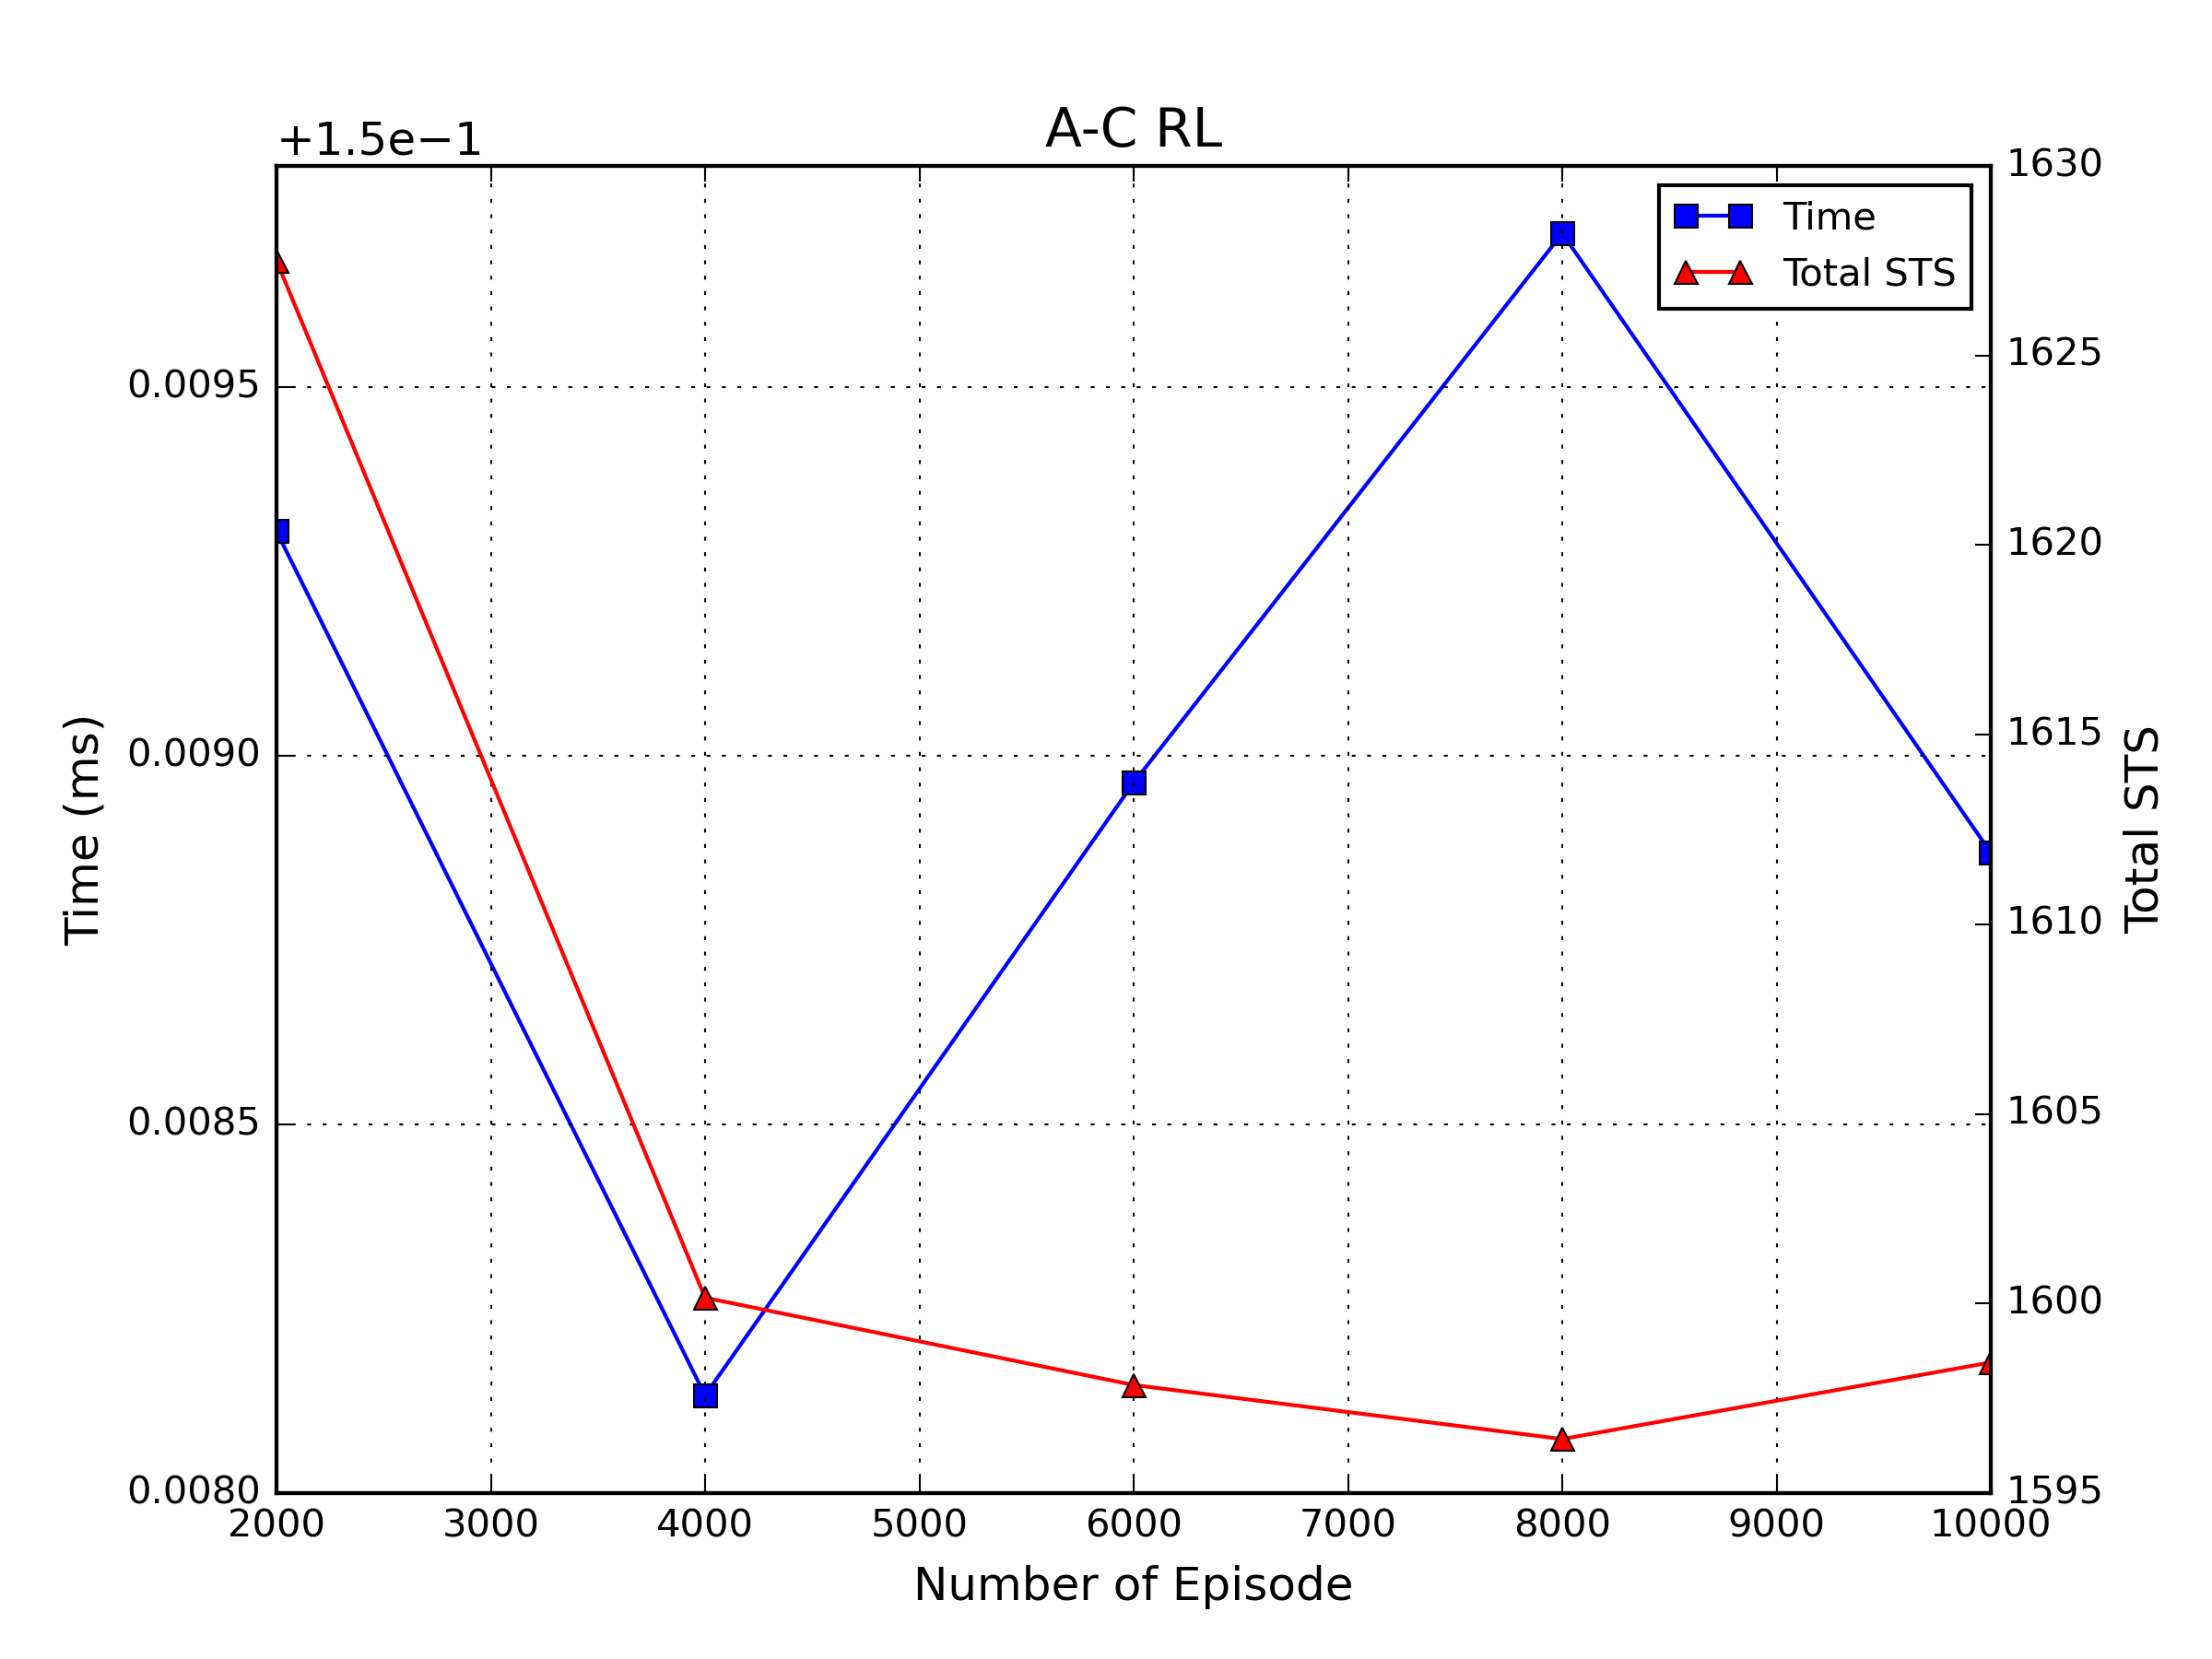 A-C RL
+1.5e−1
Time
Total STS
0.0095
0.0090
0.0085
0.0080
Time (ms)
1630
1625
1620
1615
1610
1605
1600
1595
Total STS
2000 3000 4000 5000 6000 7000 8000 9000 10000
Number of Episode